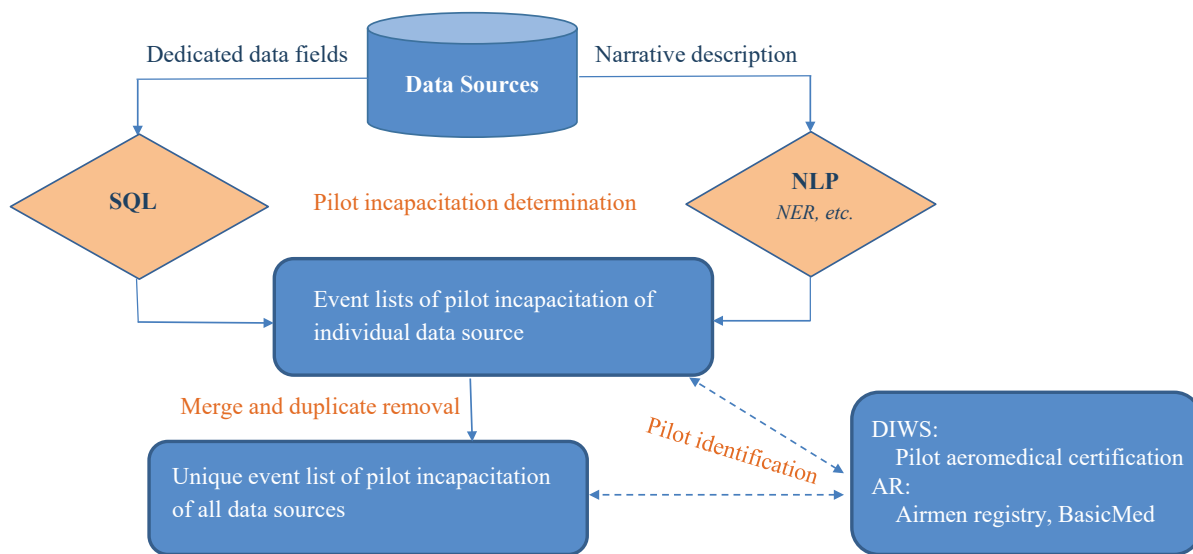 Dedicated data fields
Narrative description
Data Sources
SQL
Pilot incapacitation determination
NLP
NER, etc.
Event lists of pilot incapacitation of
individual data source
Merge and duplicate removal
Pilot identification
DIWS:
Pilot aeromedical certification
AR:
Airmen registry, BasicMed
Unique event list of pilot incapacitation
of all data sources